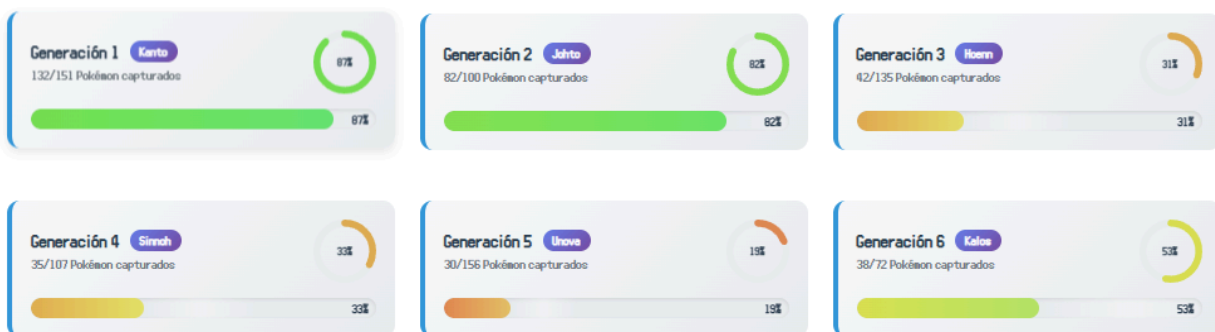 Generación 1 Kanto
132/151 Pokémon capturados
87%
87%
Generación 2 Johto
82/100 Pokémon capturados
82%
82%
Generación 3 Hoenn
42/135 Pokémon capturados
31%
31%
Generación 4 Sinnoh
35/107 Pokémon capturados
33%
33%
Generación 5 Unova
30/156 Pokémon capturados
19%
19%
Generación 6 Kalos
38/72 Pokémon capturados
53%
53%